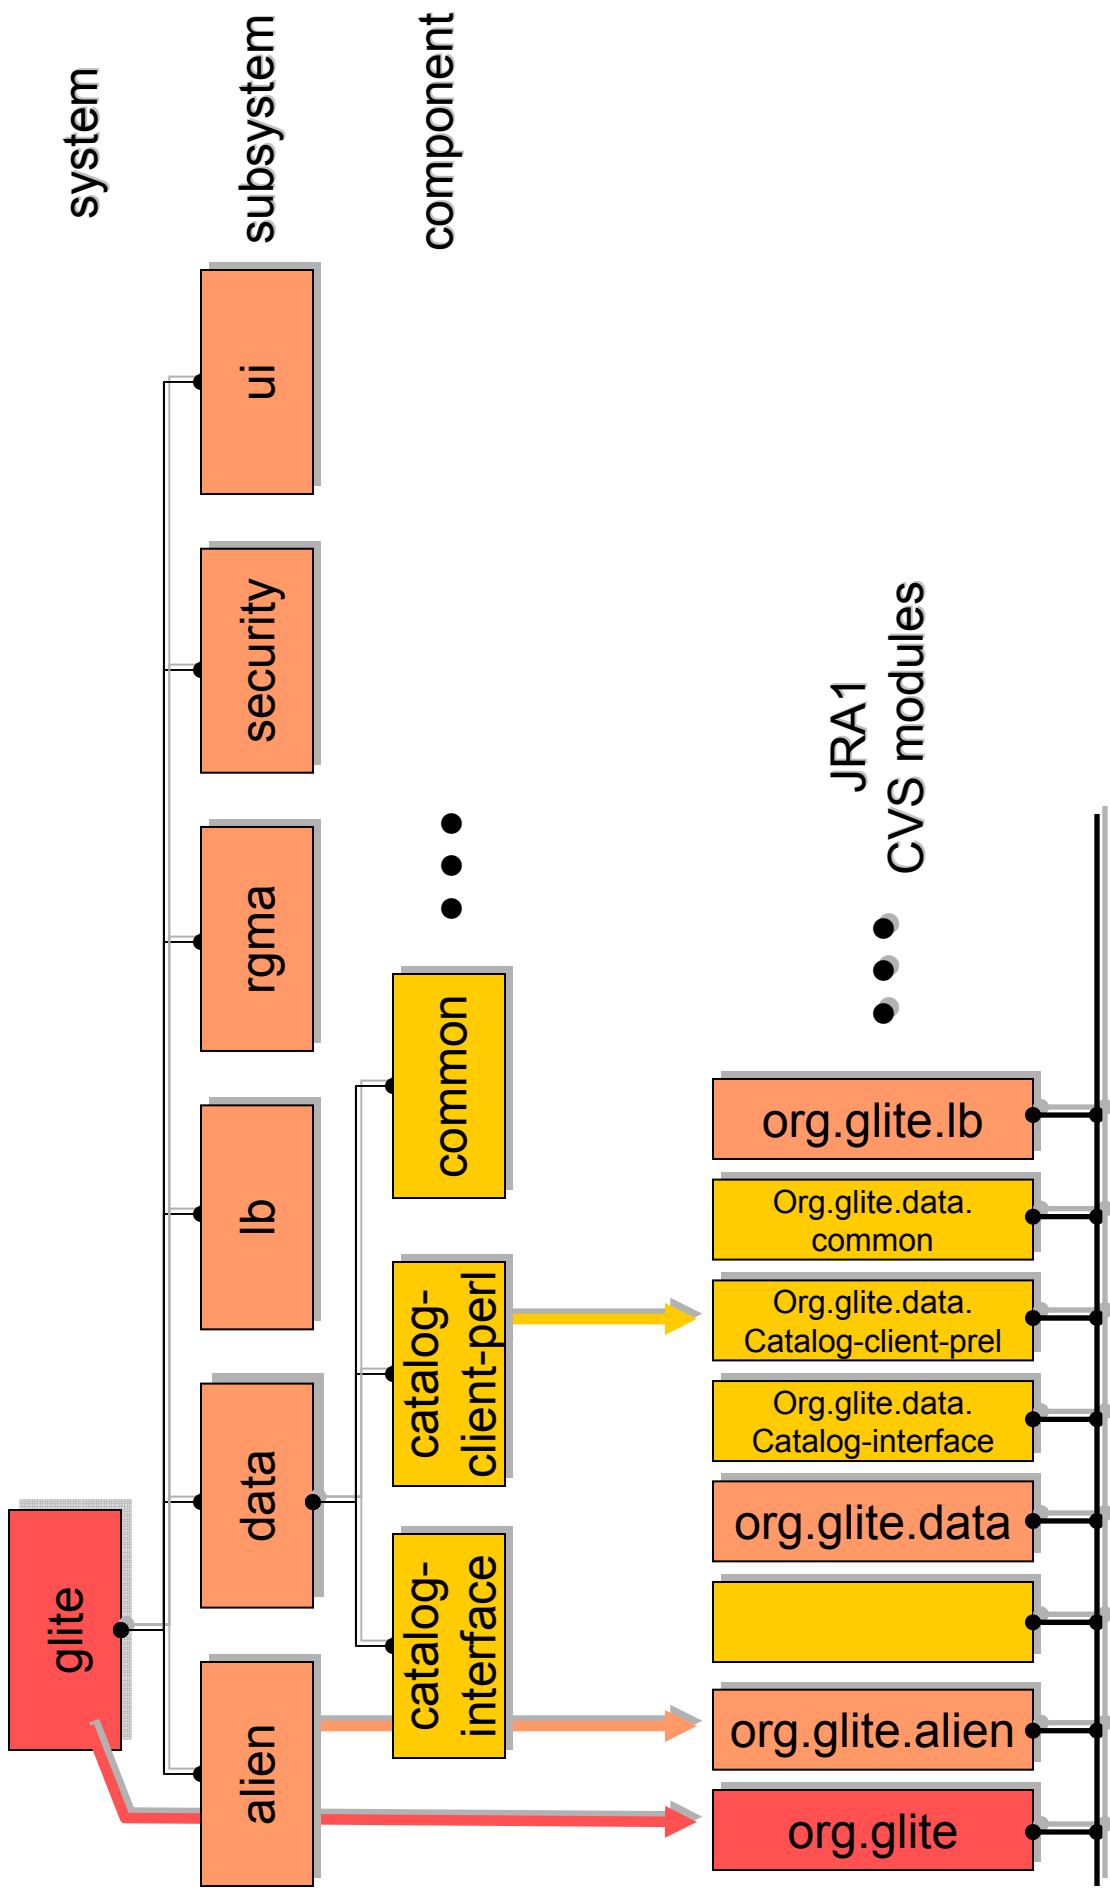 system
subsystem
component
glite
alien
data
lb
rgma
security
ui
catalog-
interface
catalog-
client-perl
common
JRA1
CVS modules
org.glite.lb
Org.glite.data.
common
Org.glite.data.
Catalog-client-prel
Org.glite.data.
Catalog-interface
org.glite.data
org.glite.alien
org.glite